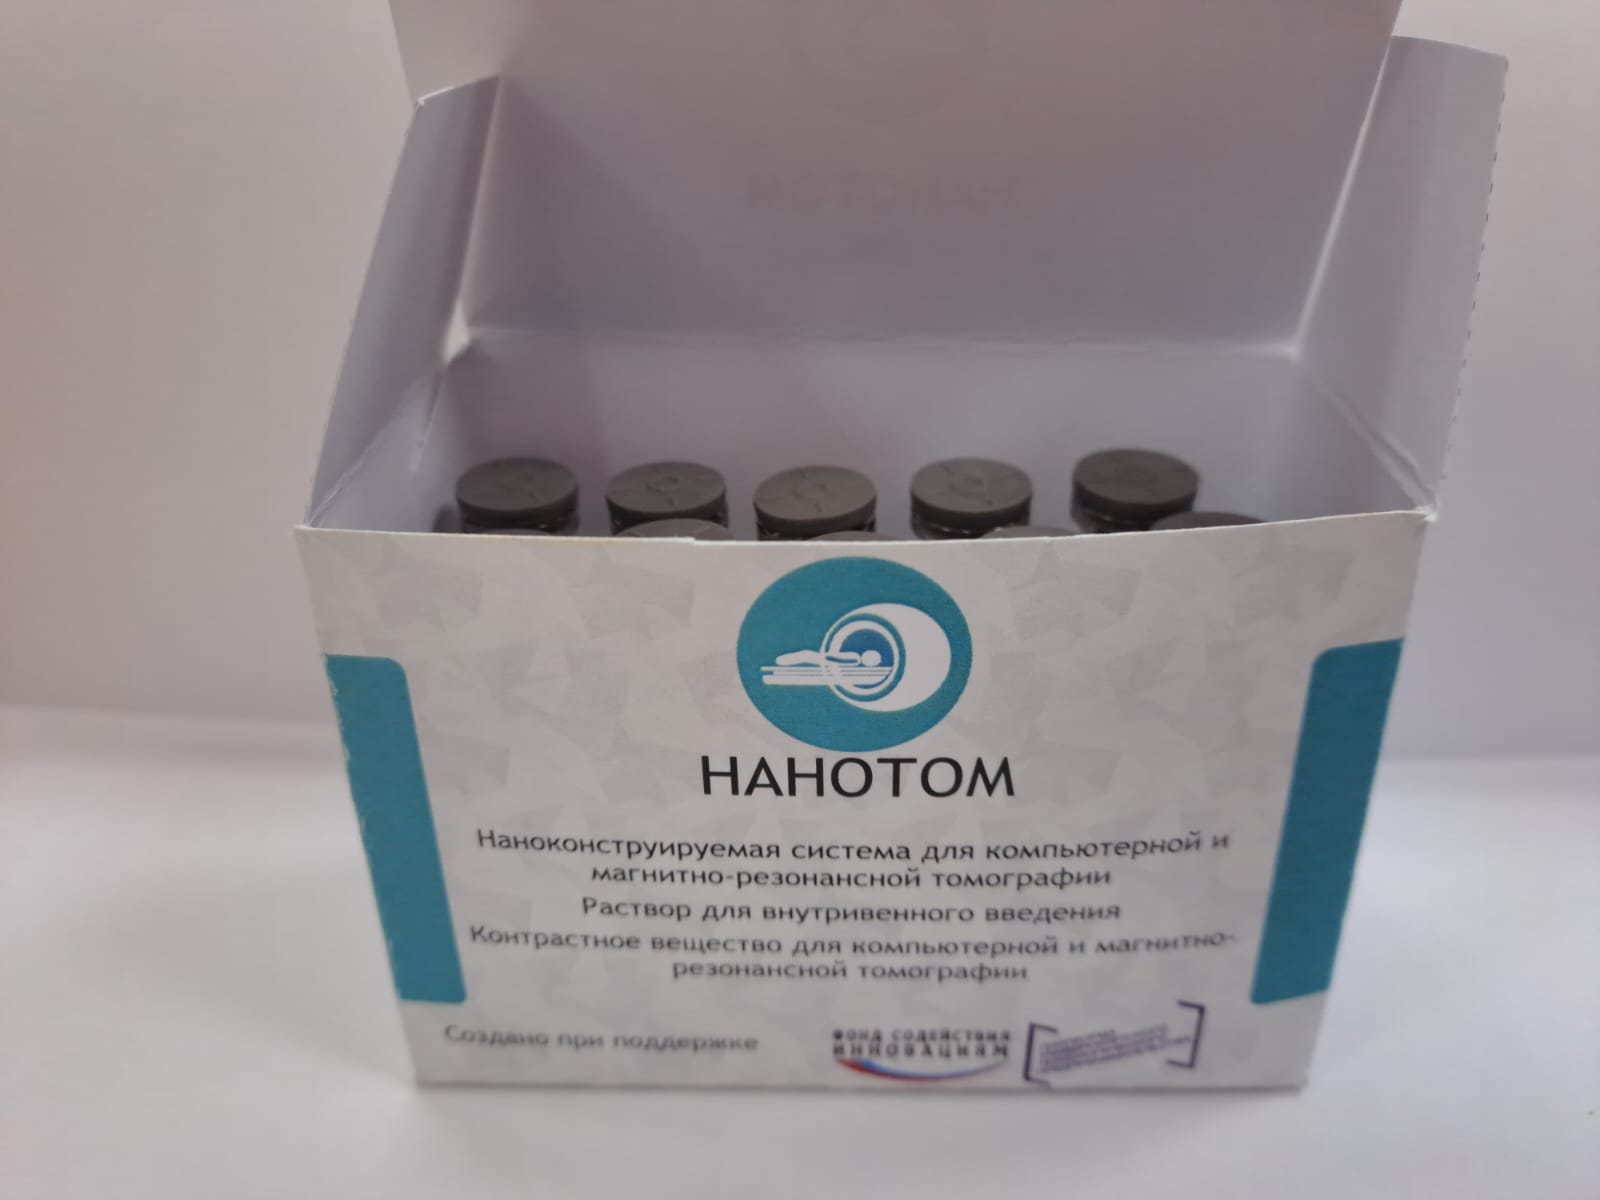 НАНОТОМ
Наноконструируемая система для компьютерной и
магнитно-резонансной томографии
Раствор для внутривенного введения
Контрастное вещество для компьютерной и магнитно-
резонансной томографии
Создано при поддержке
ФОНД СОДЕЙСТВИЯ
ИННОВАЦИЯМ